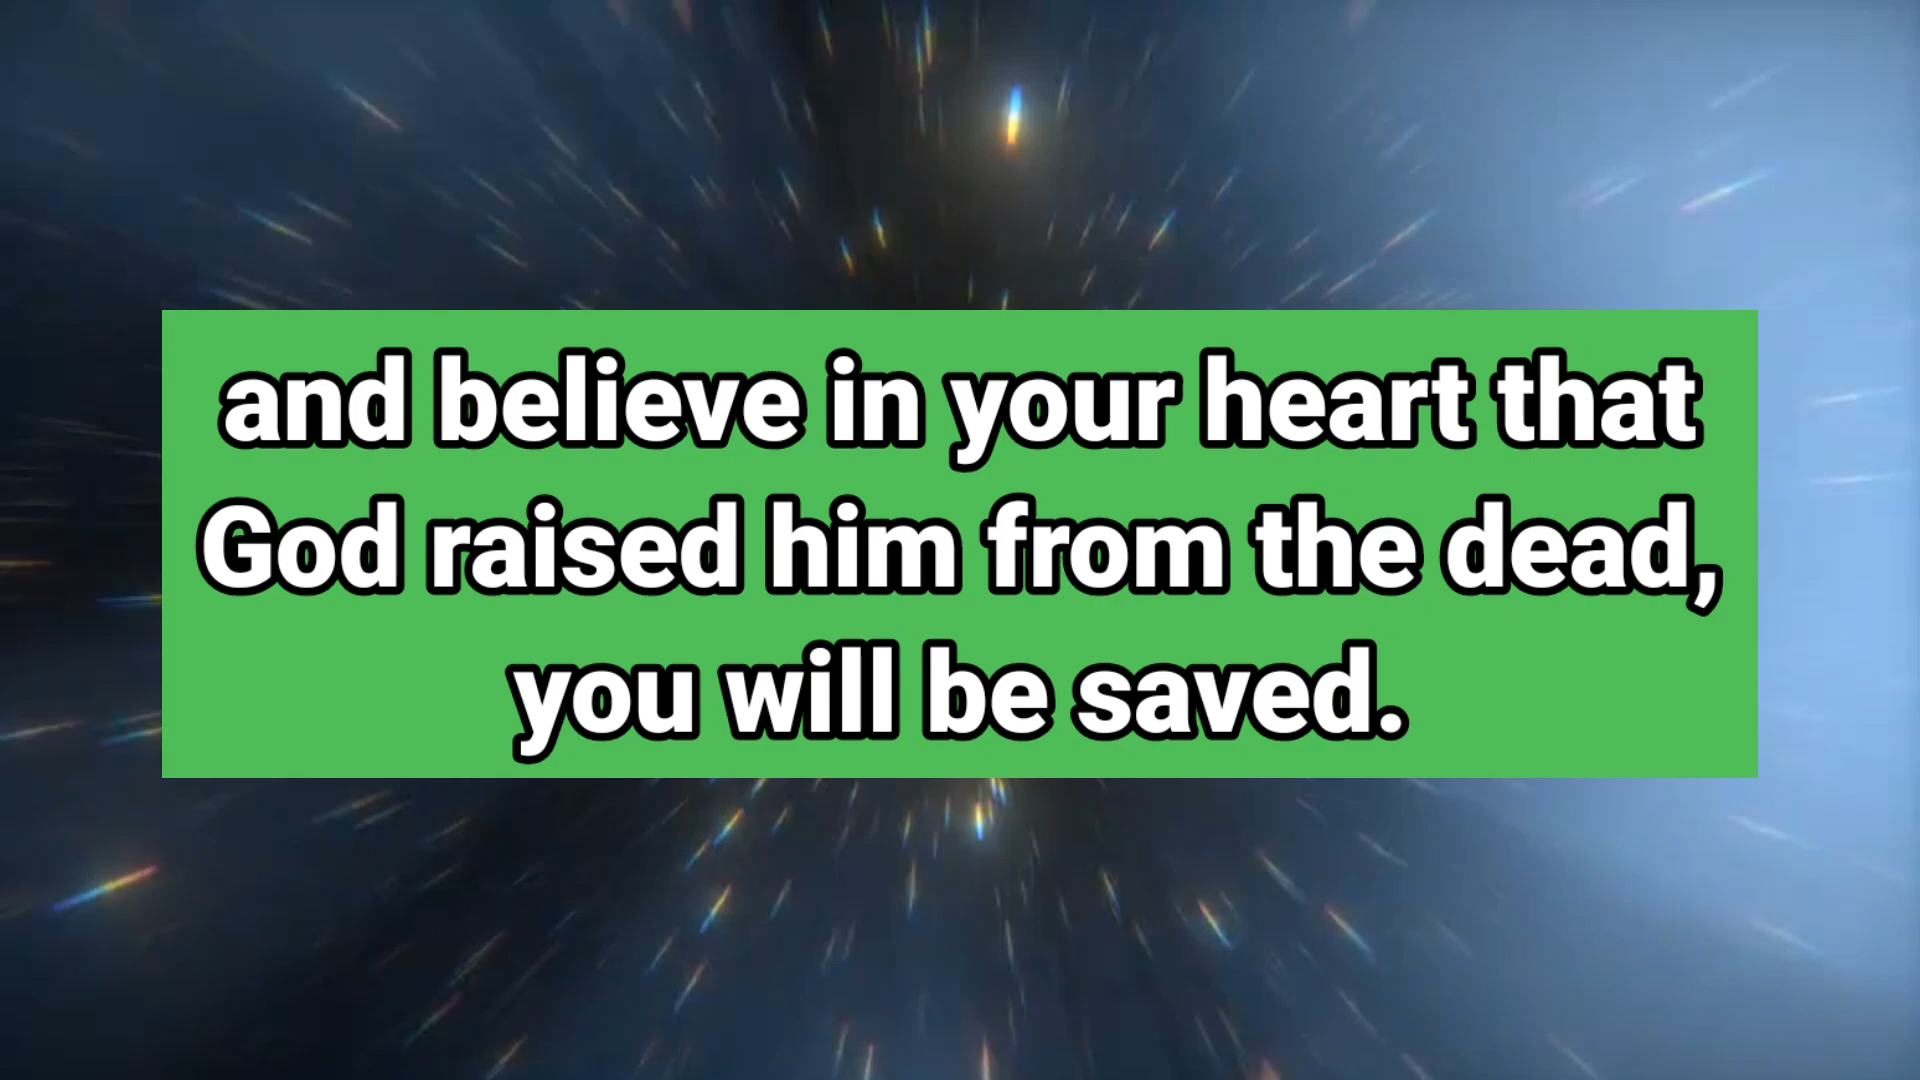 and believe in your heart that
God raised him from the dead,
you will be saved.